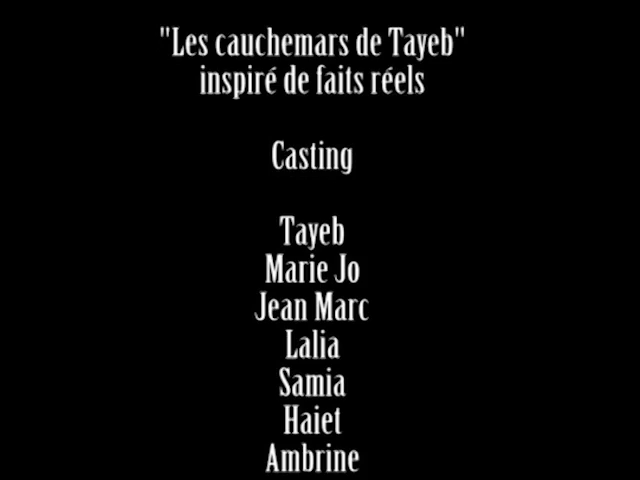 "Les cauchemars de Tayeb"
inspiré de faits réels
Casting
Tayeb
Marie Jo
Jean Marc
Lalia
Samia
Haiet
Ambrine